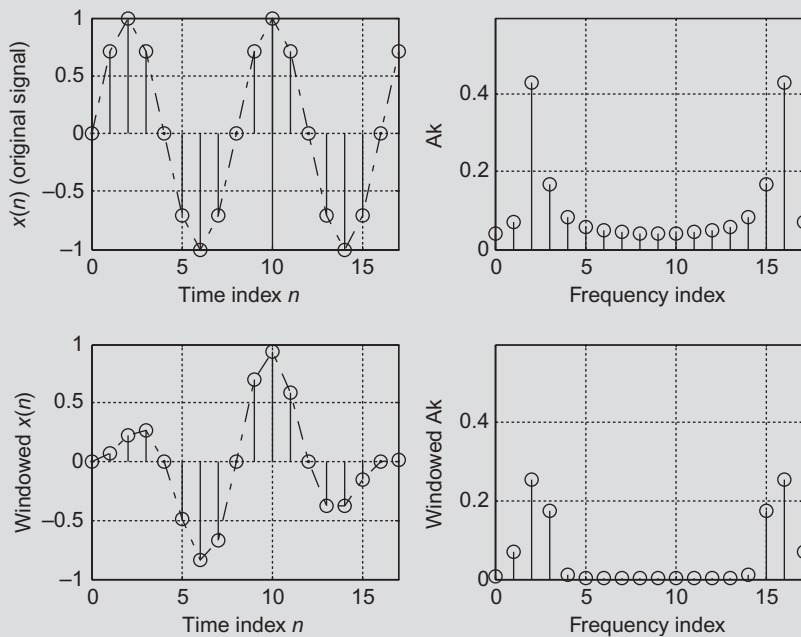 1
0.5
0
–0.5
–1
x(n) (original signal)
0 5 10 15
Time index n
0.4
0.2
0
Ak
0 5 10 15
Frequency index
1
0.5
0
–0.5
–1
Windowed x(n)
0 5 10 15
Time index n
0.4
0.2
0
Windowed Ak
0 5 10 15
Frequency index